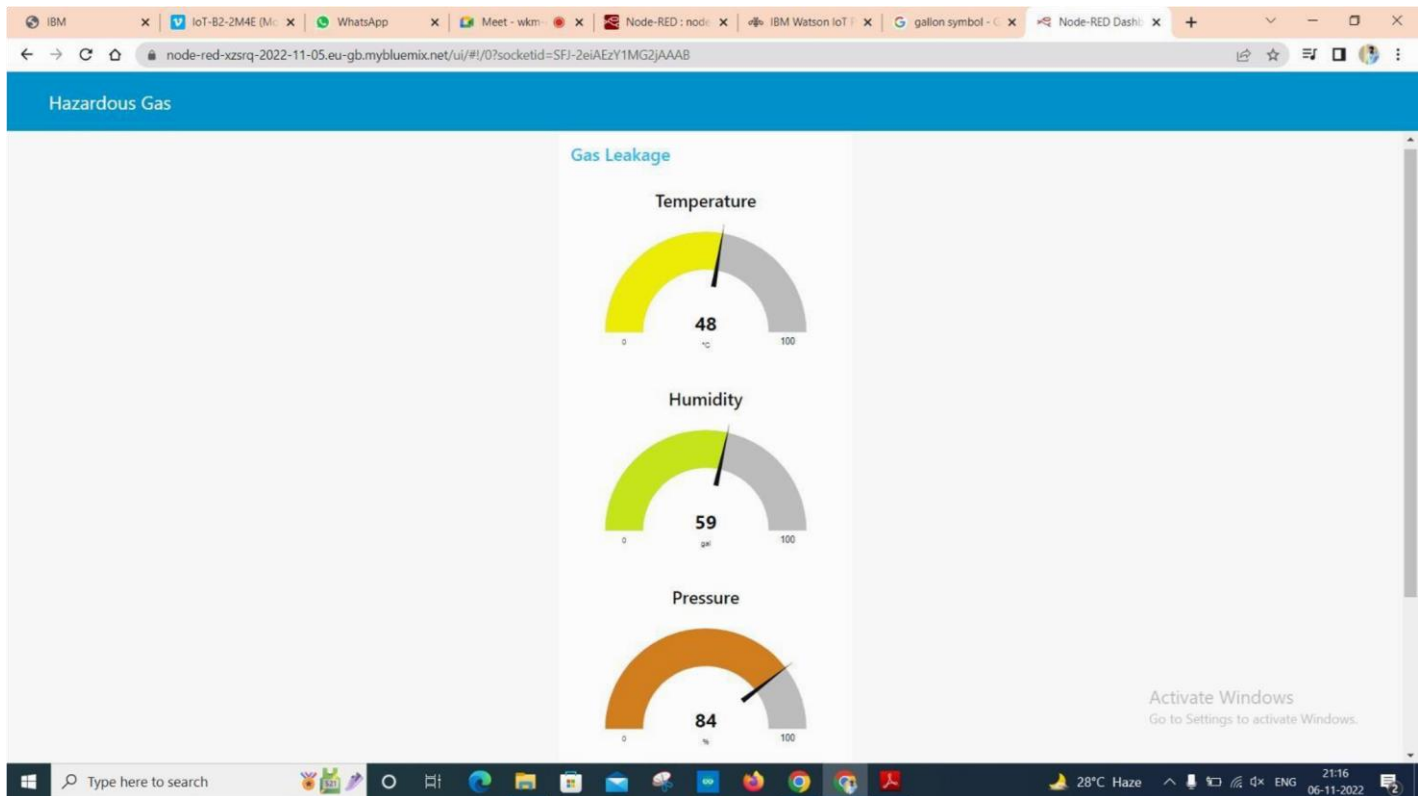 IBM
IoT-B2-2M4E (Mo
WhatsApp
Meet - wkm-
Node-RED : node
IBM Watson IoT P
gallon symbol - G
Node-RED Dashb
node-red-xzsrq-2022-11-05.eu-gb.mybluemix.net/ui/#!/0?socketid=SFJ-2eiAEzY1MG2jAAAB
Hazardous Gas
Gas Leakage
Temperature
48
0 °C 100
Humidity
59
0 gal 100
Pressure
84
0 % 100
Activate Windows
Go to Settings to activate Windows.
Type here to search
28°C Haze
ENG
21:16
06-11-2022
2